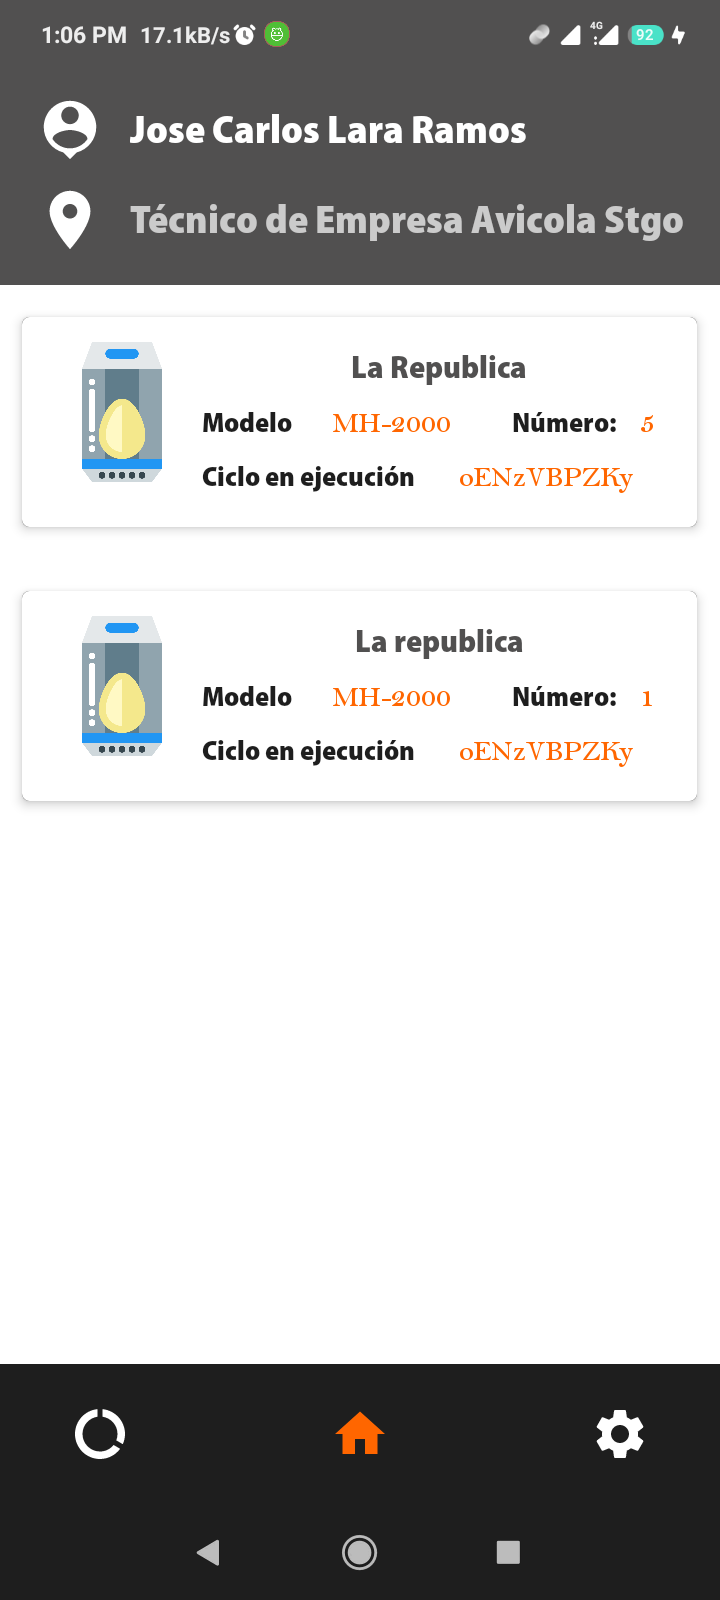 1:06 PM 17.1kB/s 4G 92
Jose Carlos Lara Ramos
Técnico de Empresa Avicola Stgo
La Republica
Modelo MH-2000 Número: 5
Ciclo en ejecución oENzVBPZKy
La republica
Modelo MH-2000 Número: 1
Ciclo en ejecución oENzVBPZKy